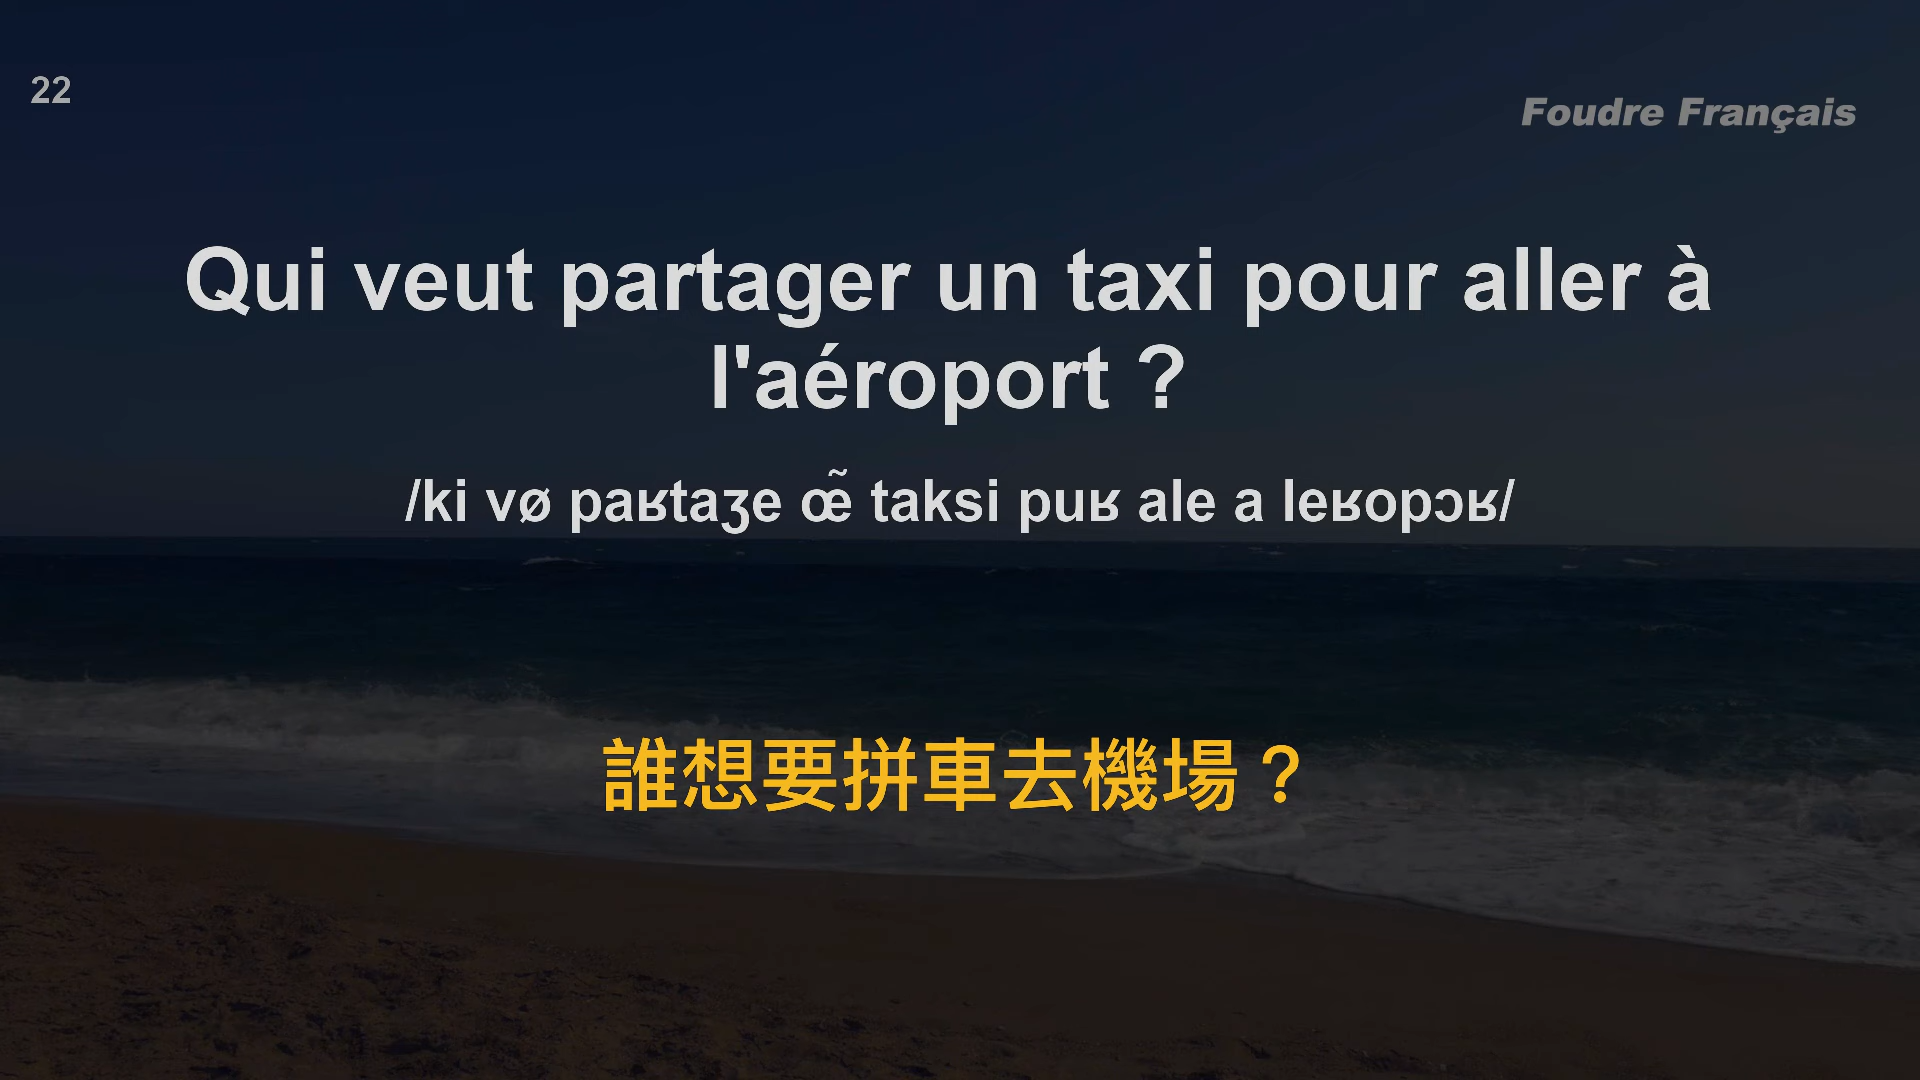 22
Foudre Français
Qui veut partager un taxi pour aller à
l'aéroport ?
/ki vø paʁtaʒe œ̃ taksi puʁ ale a leʁopɔʁ/
誰想要拼車去機場？